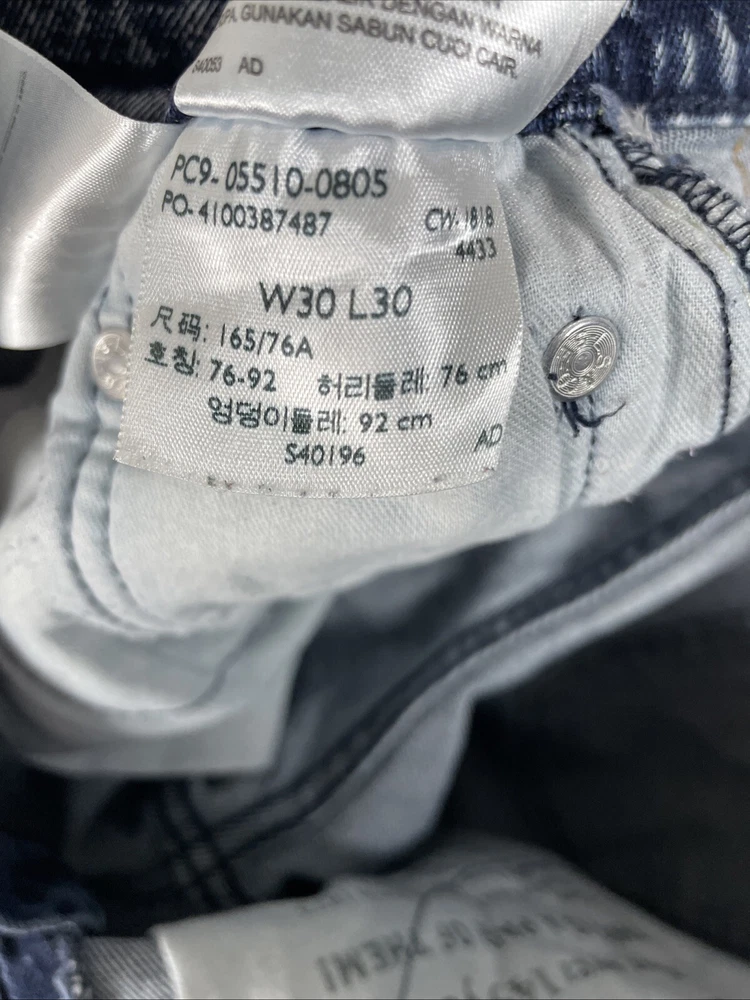 DENGAN WARNA
GUNAKAN SABUN CUCI CAIR.
AD
PC9-05510-0805
PO-4100387487
CW-1818
4433
W30 L30
尺码: 165/76A
호칭: 76-92 허리둘레: 76 cm
엉덩이둘레: 92 cm
S40196
AD